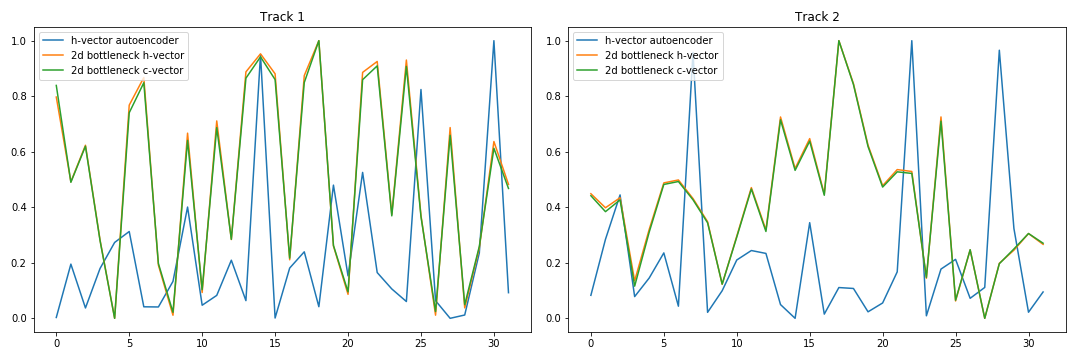 Track 1
h-vector autoencoder
2d bottleneck h-vector
2d bottleneck c-vector
1.0
0.8
0.6
0.4
0.2
0.0
0 5 10 15 20 25 30
Track 2
h-vector autoencoder
2d bottleneck h-vector
2d bottleneck c-vector
1.0
0.8
0.6
0.4
0.2
0.0
0 5 10 15 20 25 30